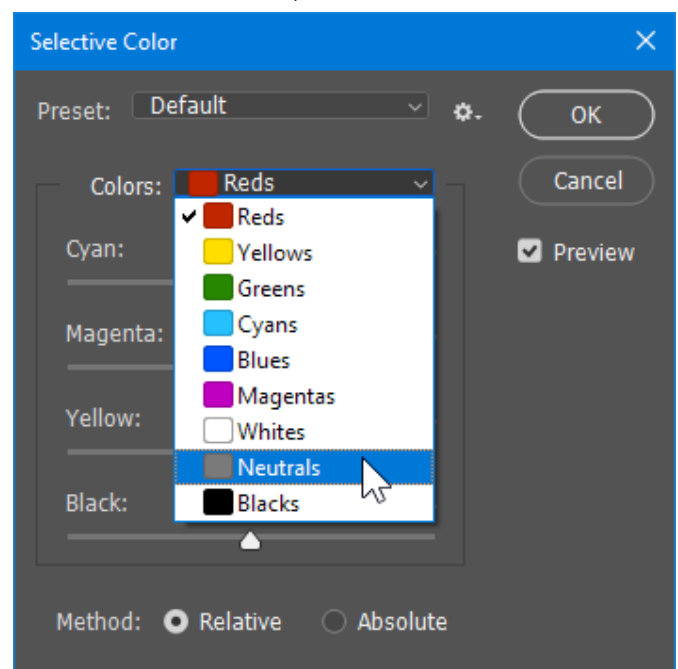 Selective Color
Preset: Default
OK
Colors: Reds
Cancel
Reds
Cyan:
Preview
Yellows
Greens
Cyans
Magenta:
Blues
Magentas
Yellow:
Whites
Neutrals
Black:
Blacks
Method: Relative Absolute